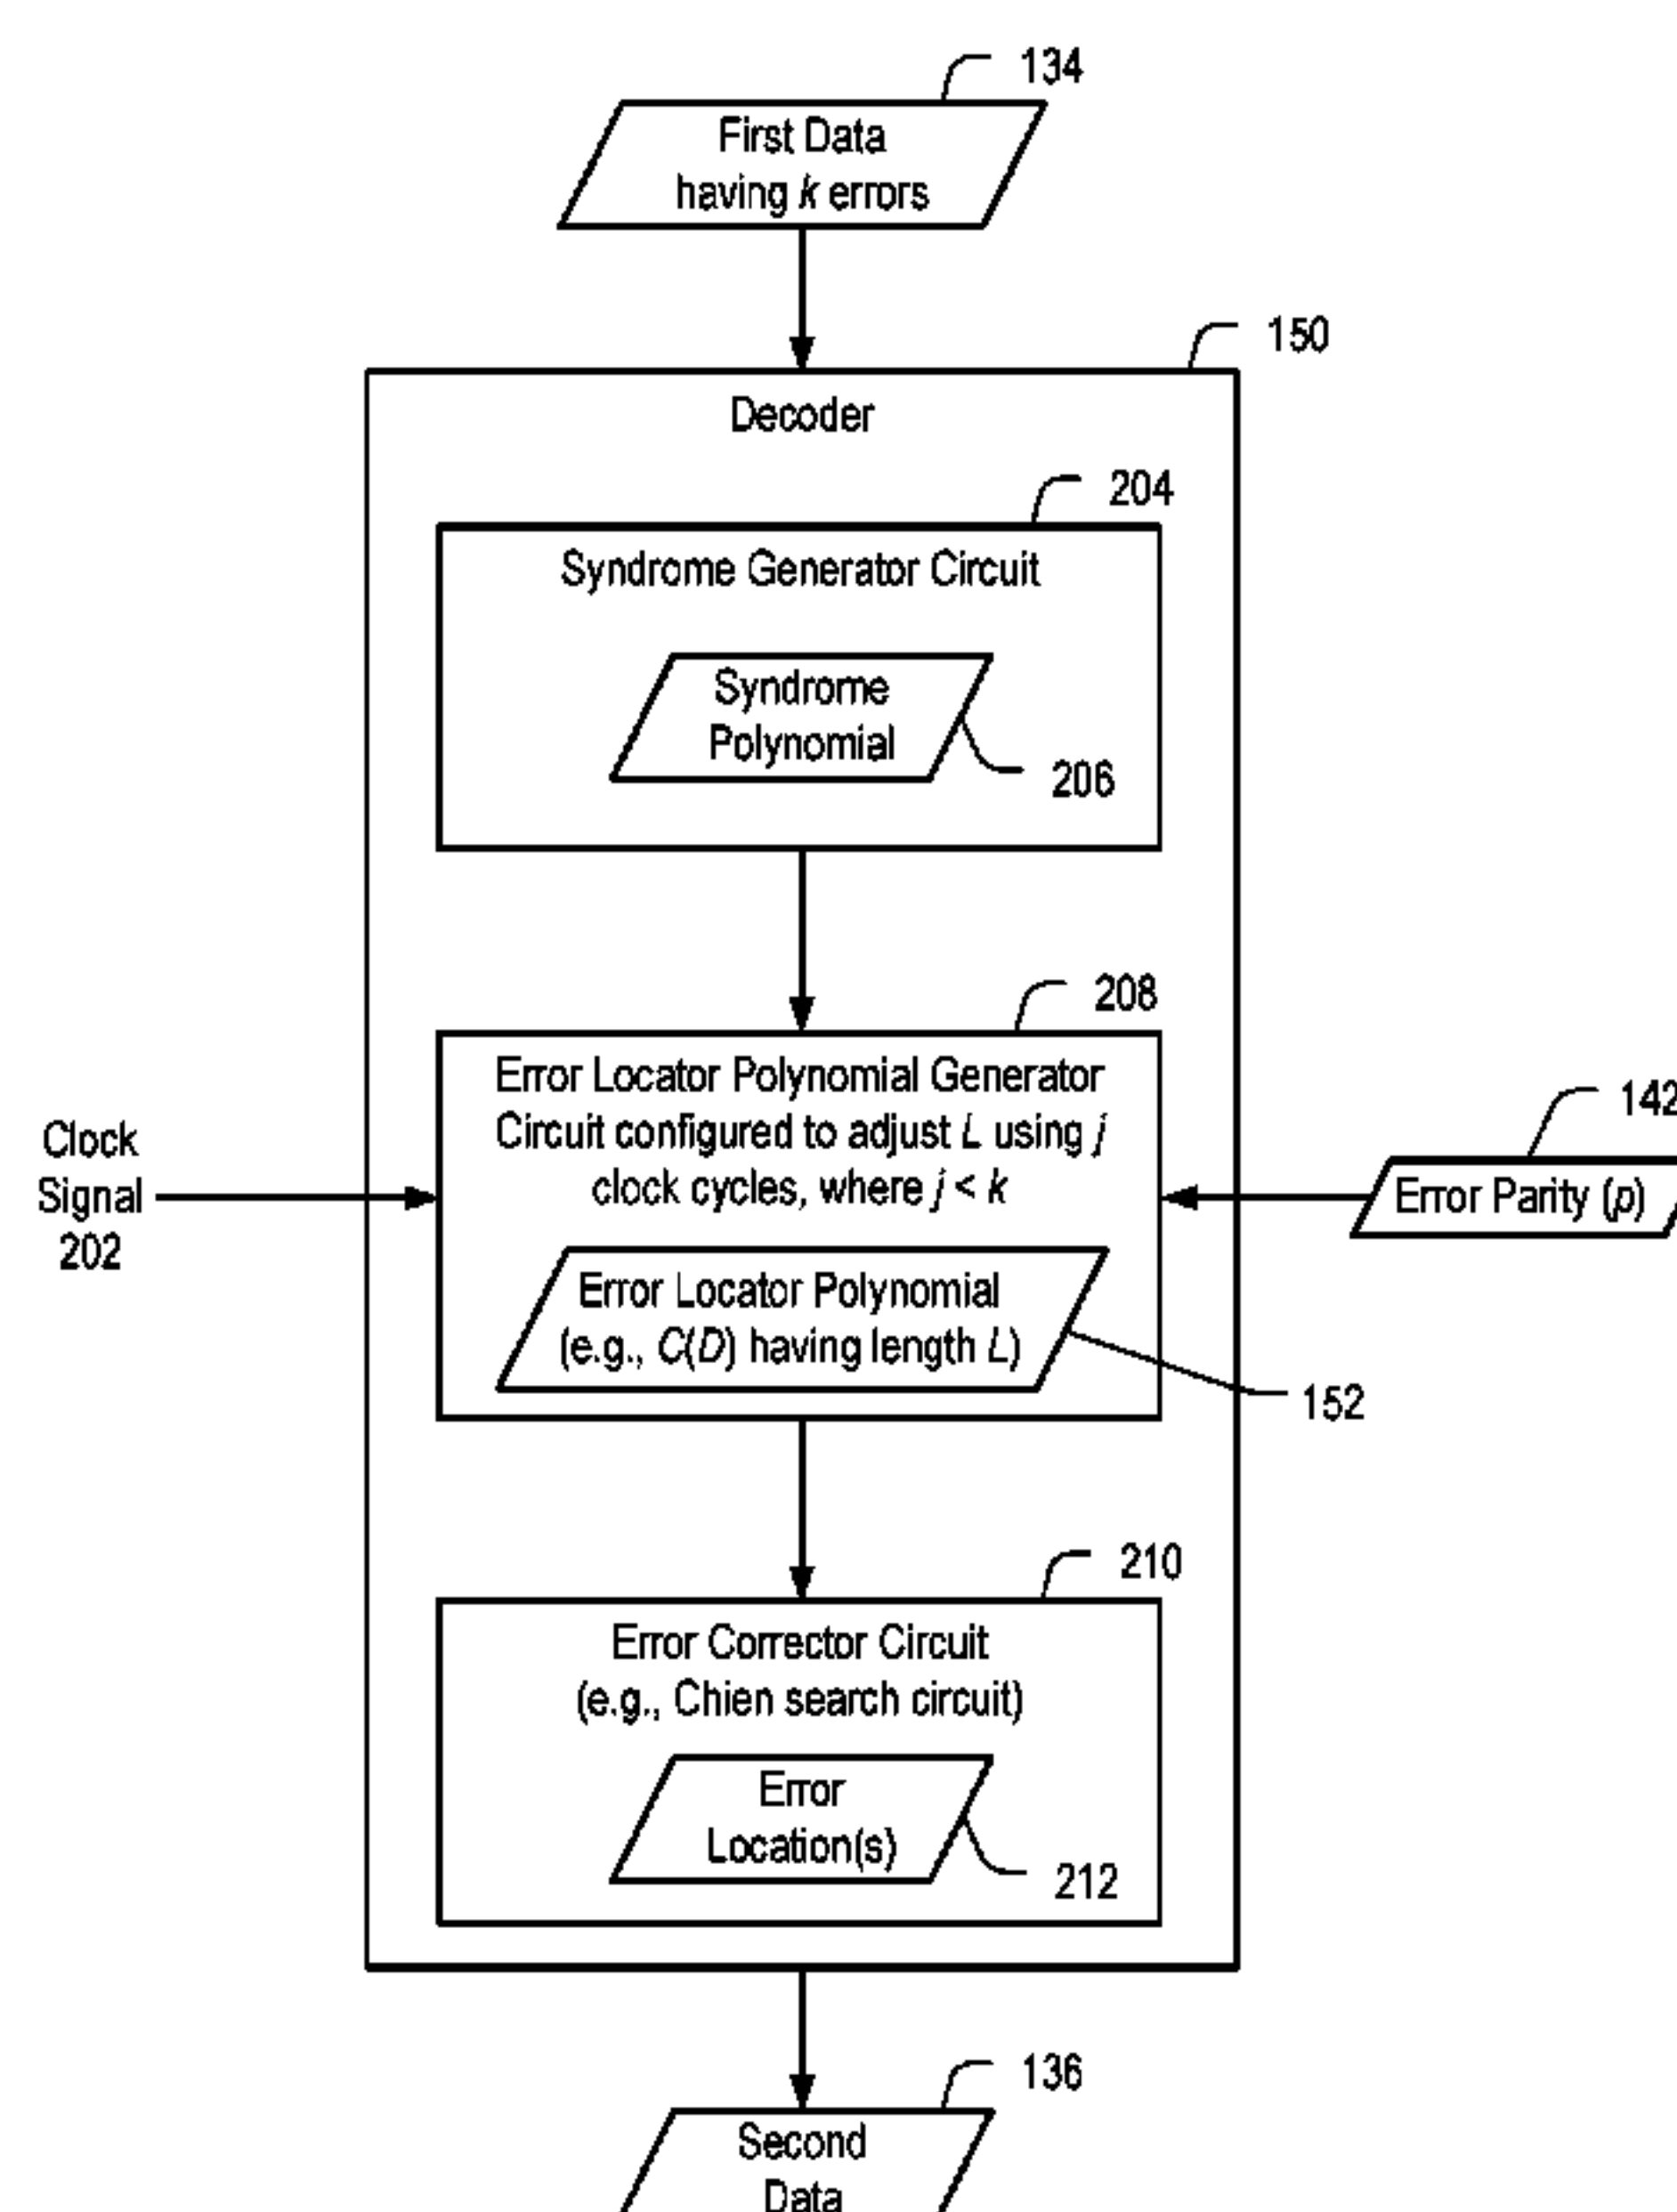 134
First Data
having k errors
150
Decoder
204
Syndrome Generator Circuit
Syndrome
Polynomial
206
208
Error Locator Polynomial Generator
Circuit configured to adjust L using j
clock cycles, where j < k
Clock
Signal
202
142
Error Parity (p)
Error Locator Polynomial
(e.g., C(D) having length L)
152
210
Error Corrector Circuit
(e.g., Chien search circuit)
Error
Location(s)
212
136
Second
Data